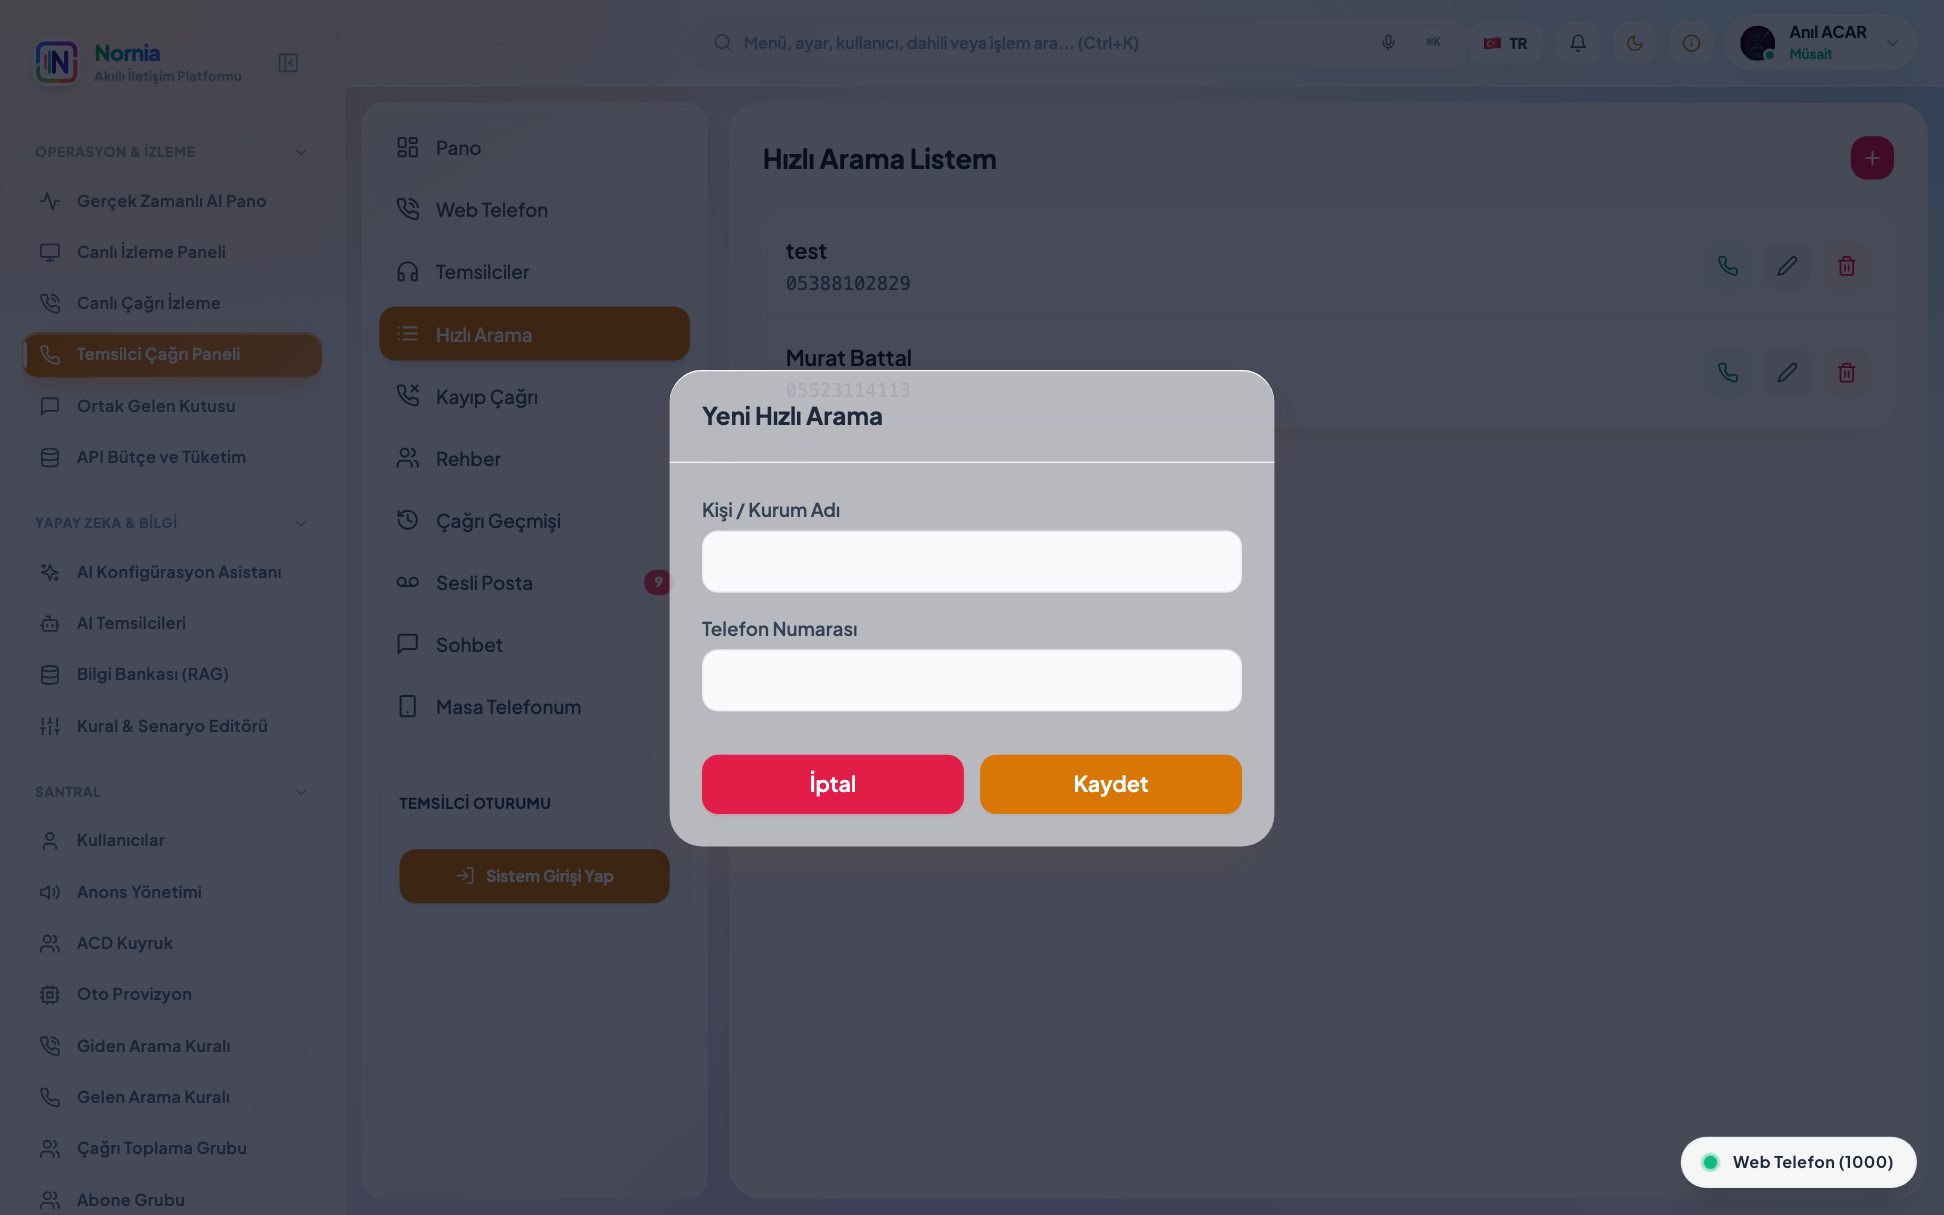 Nornia
Akıllı İletişim Platformu
Menü, ayar, kullanıcı, dahili veya işlem ara... (Ctrl+K)
⌘K
TR
Anıl ACAR
Müsait
OPERASYON & İZLEME
Gerçek Zamanlı AI Pano
Canlı İzleme Paneli
Canlı Çağrı İzleme
Temsilci Çağrı Paneli
Ortak Gelen Kutusu
API Bütçe ve Tüketim
YAPAY ZEKA & BİLGİ
AI Konfigürasyon Asistanı
AI Temsilcileri
Bilgi Bankası (RAG)
Kural & Senaryo Editörü
SANTRAL
Kullanıcılar
Anons Yönetimi
ACD Kuyruk
Oto Provizyon
Giden Arama Kuralı
Gelen Arama Kuralı
Çağrı Toplama Grubu
Abone Grubu
Pano
Web Telefon
Temsilciler
Hızlı Arama
Kayıp Çağrı
Rehber
Çağrı Geçmişi
Sesli Posta
9
Sohbet
Masa Telefonum
TEMSİLCİ OTURUMU
Sistem Girişi Yap
Hızlı Arama Listem
test
05388102829
Murat Battal
05523114113
Yeni Hızlı Arama
Kişi / Kurum Adı
Telefon Numarası
İptal
Kaydet
Web Telefon (1000)